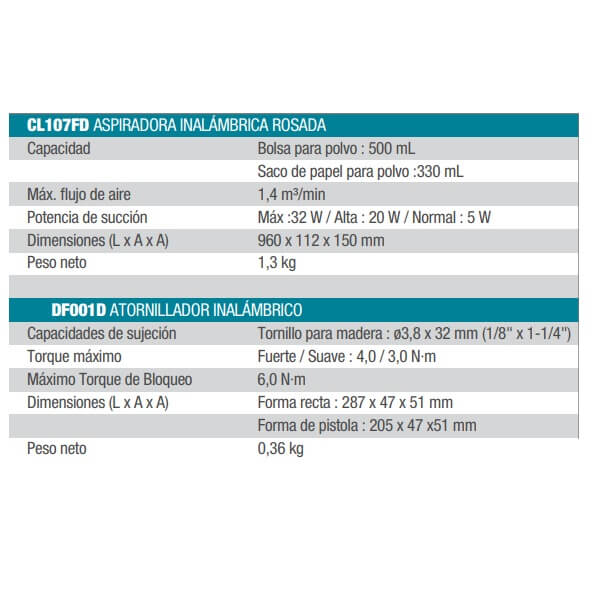 CL107FD ASPIRADORA INALÁMBRICA ROSADA
Capacidad Bolsa para polvo : 500 mL
Saco de papel para polvo :330 mL
Máx. flujo de aire 1,4 m³/min
Potencia de succión Máx :32 W / Alta : 20 W / Normal : 5 W
Dimensiones (L x A x A) 960 x 112 x 150 mm
Peso neto 1,3 kg
DF001D ATORNILLADOR INALÁMBRICO
Capacidades de sujeción Tornillo para madera : ø3,8 x 32 mm (1/8" x 1-1/4")
Torque máximo Fuerte / Suave : 4,0 / 3,0 N·m
Máximo Torque de Bloqueo 6,0 N·m
Dimensiones (L x A x A) Forma recta : 287 x 47 x 51 mm
Forma de pistola : 205 x 47 x51 mm
Peso neto 0,36 kg